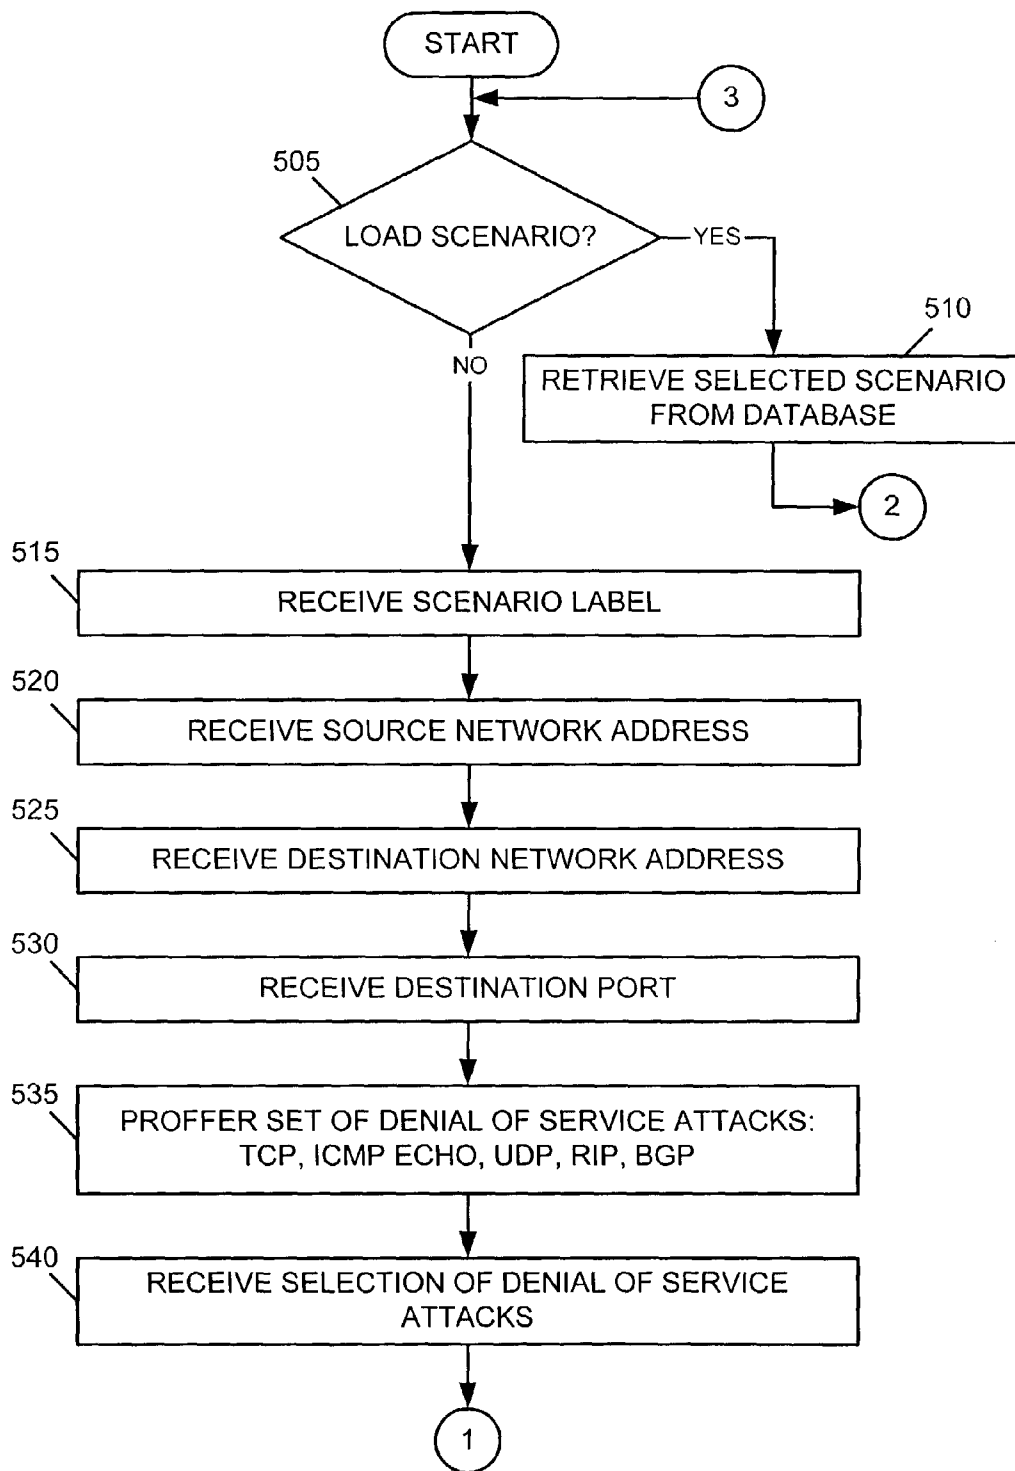 START
3
505
LOAD SCENARIO?
YES
510
NO
RETRIEVE SELECTED SCENARIO
FROM DATABASE
2
515
RECEIVE SCENARIO LABEL
520
RECEIVE SOURCE NETWORK ADDRESS
525
RECEIVE DESTINATION NETWORK ADDRESS
530
RECEIVE DESTINATION PORT
535
PROFFER SET OF DENIAL OF SERVICE ATTACKS:
TCP, ICMP ECHO, UDP, RIP, BGP
540
RECEIVE SELECTION OF DENIAL OF SERVICE
ATTACKS
1